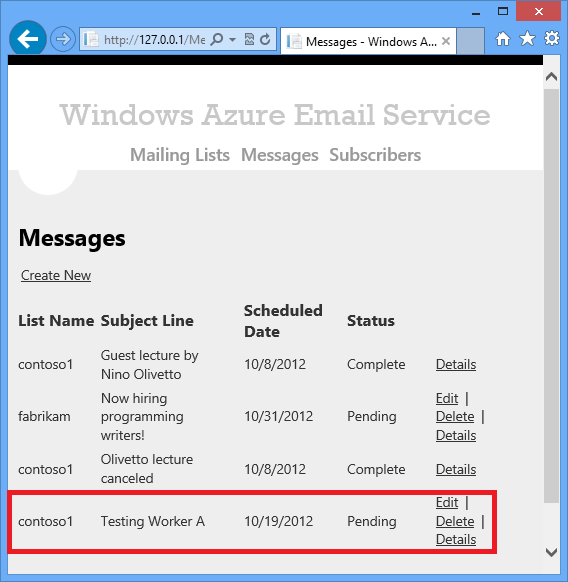 http://127.0.0.1/Me
Messages - Windows A...
Windows Azure Email Service
Mailing Lists Messages Subscribers
Messages
Create New
List Name Subject Line Scheduled Date Status
contoso1 Guest lecture by Nino Olivetto 10/8/2012 Complete Details
fabrikam Now hiring programming writers! 10/31/2012 Pending Edit | Delete | Details
contoso1 Olivetto lecture canceled 10/8/2012 Complete Details
contoso1 Testing Worker A 10/19/2012 Pending Edit | Delete | Details